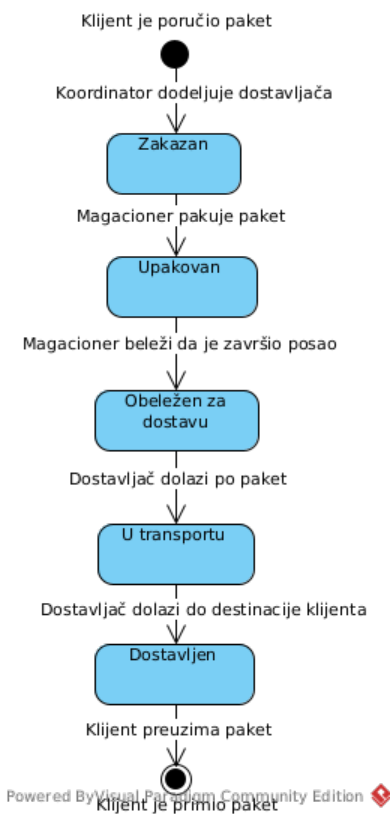 Klijent je poručio paket
Koordinator dodeljuje dostavljača
Zakazan
Magacioner pakuje paket
Upakovan
Magacioner beleži da je završio posao
Obeležen za
dostavu
Dostavljač dolazi po paket
U transportu
Dostavljač dolazi do destinacije klijenta
Dostavljen
Klijent preuzima paket
Powered By Visual Paradigm Community Edition
Klijent je primio paket